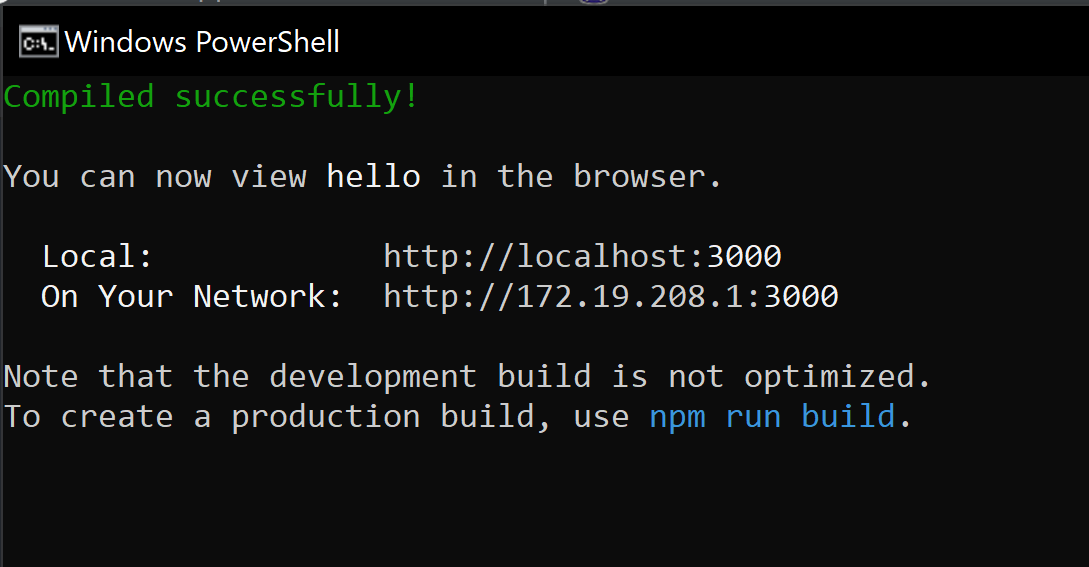 Windows PowerShell
Compiled successfully!
You can now view hello in the browser.
Local: http://localhost:3000
On Your Network: http://172.19.208.1:3000
Note that the development build is not optimized.
To create a production build, use npm run build.